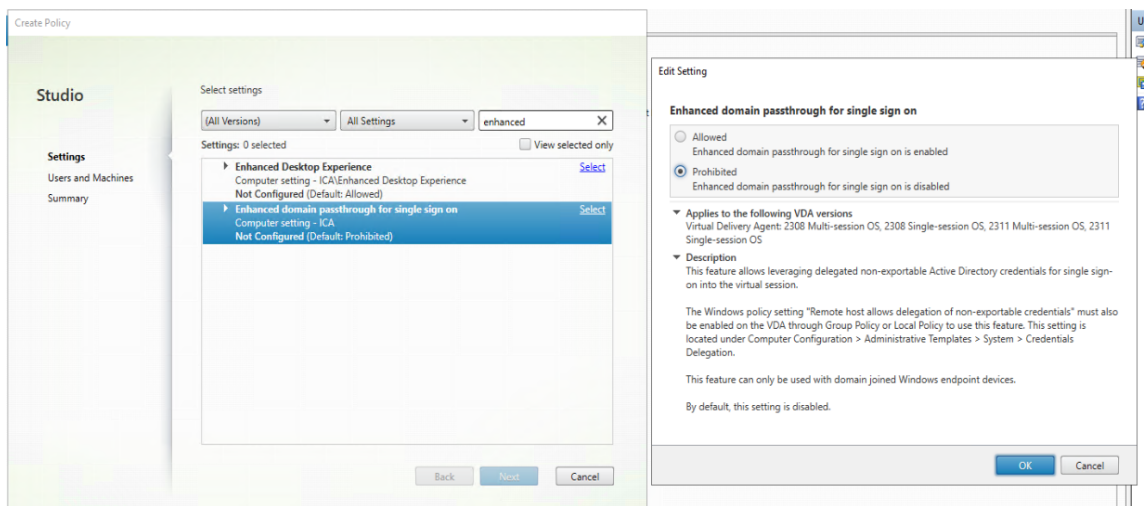 Create Policy
Studio
Settings
Users and Machines
Summary
Select settings
(All Versions)
All Settings
enhanced
X
Settings: 0 selected
View selected only
Enhanced Desktop Experience
Select
Computer setting - ICA\Enhanced Desktop Experience
Not Configured (Default: Allowed)
Enhanced domain passthrough for single sign on
Select
Computer setting - ICA
Not Configured (Default: Prohibited)
Back
Next
Cancel
Edit Setting
Enhanced domain passthrough for single sign on
Allowed
Enhanced domain passthrough for single sign on is enabled
Prohibited
Enhanced domain passthrough for single sign on is disabled
Applies to the following VDA versions
Virtual Delivery Agent: 2308 Multi-session OS, 2308 Single-session OS, 2311 Multi-session OS, 2311
Single-session OS
Description
This feature allows leveraging delegated non-exportable Active Directory credentials for single sign-
on into the virtual session.
The Windows policy setting "Remote host allows delegation of non-exportable credentials" must also
be enabled on the VDA through Group Policy or Local Policy to use this feature. This setting is
located under Computer Configuration > Administrative Templates > System > Credentials
Delegation.
This feature can only be used with domain joined Windows endpoint devices.
By default, this setting is disabled.
OK
Cancel